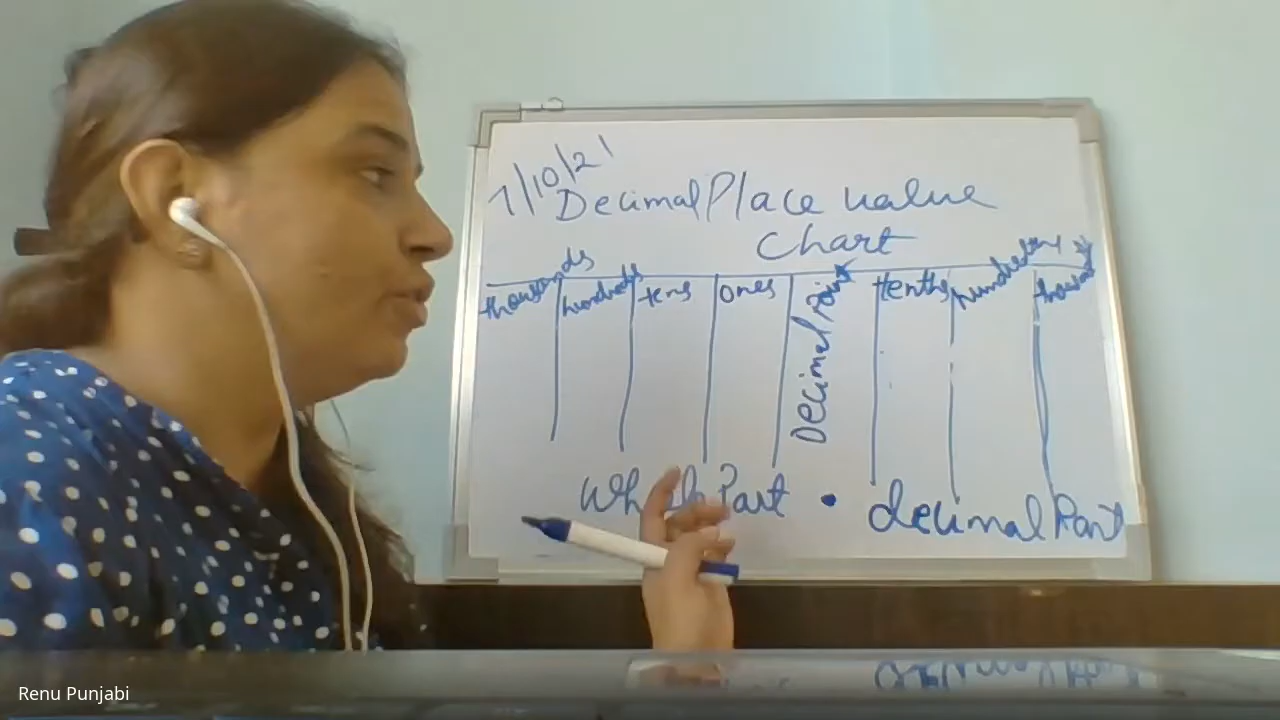 7/10/21
Decimal Place value
Chart
thousands hundreds tens ones Decimal Point tenths hundredths
Whole Part . decimal Part
Renu Punjabi